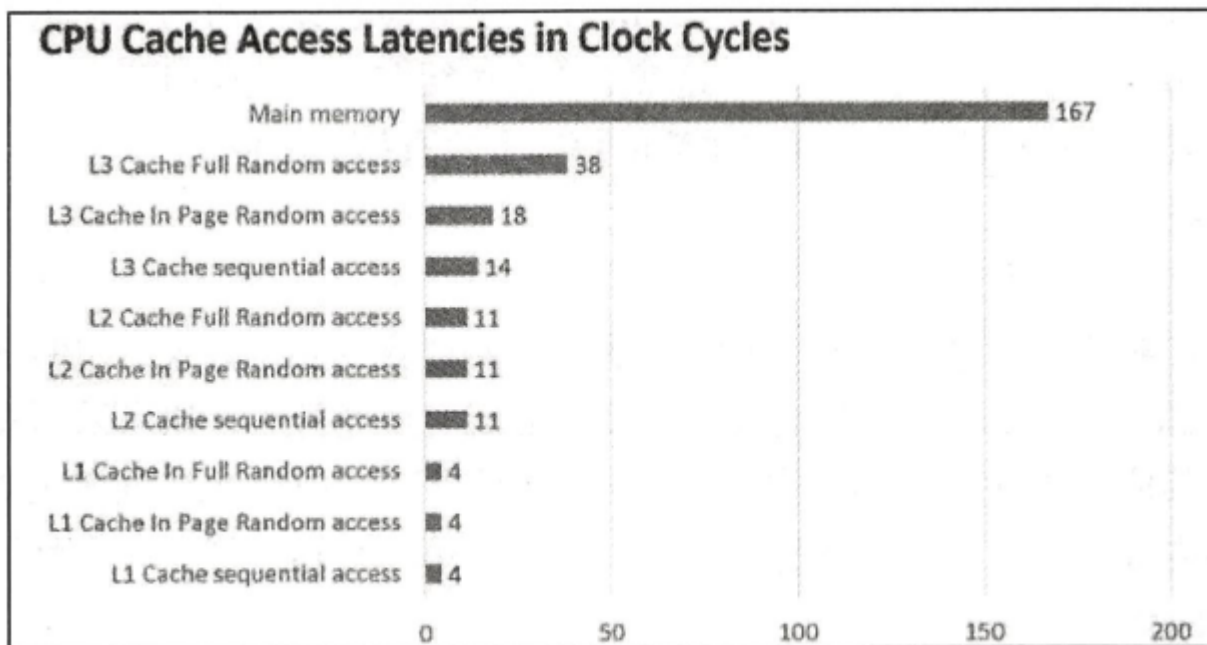 CPU Cache Access Latencies in Clock Cycles
Main memory 167
L3 Cache Full Random access 38
L3 Cache In Page Random access 18
L3 Cache sequential access 14
L2 Cache Full Random access 11
L2 Cache In Page Random access 11
L2 Cache sequential access 11
L1 Cache In Full Random access 4
L1 Cache In Page Random access 4
L1 Cache sequential access 4
0 50 100 150 200